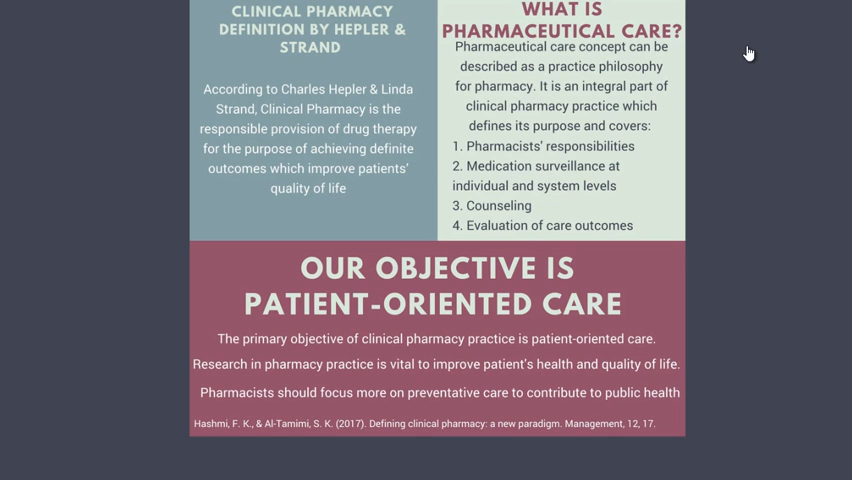 CLINICAL PHARMACY
DEFINITION BY HEPLER &
STRAND
According to Charles Hepler & Linda
Strand, Clinical Pharmacy is the
responsible provision of drug therapy
for the purpose of achieving definite
outcomes which improve patients'
quality of life
WHAT IS
PHARMACEUTICAL CARE?
Pharmaceutical care concept can be
described as a practice philosophy
for pharmacy. It is an integral part of
clinical pharmacy practice which
defines its purpose and covers:
1. Pharmacists' responsibilities
2. Medication surveillance at
individual and system levels
3. Counseling
4. Evaluation of care outcomes
OUR OBJECTIVE IS
PATIENT-ORIENTED CARE
The primary objective of clinical pharmacy practice is patient-oriented care.
Research in pharmacy practice is vital to improve patient's health and quality of life.
Pharmacists should focus more on preventative care to contribute to public health
Hashmi, F. K., & Al-Tamimi, S. K. (2017). Defining clinical pharmacy: a new paradigm. Management, 12, 17.